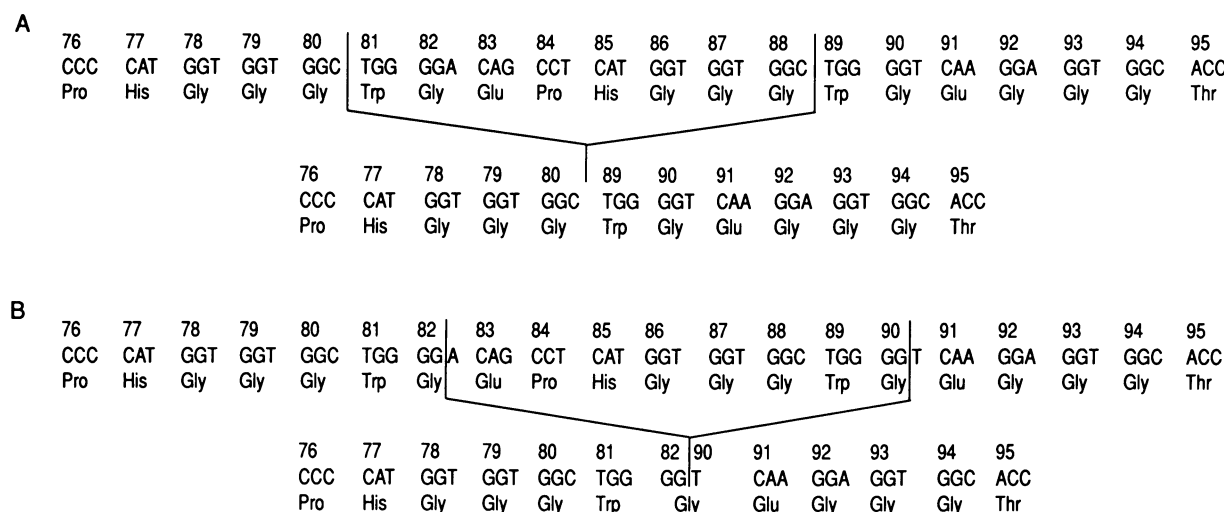 A
76 77 78 79 80 81 82 83 84 85 86 87 88 89 90 91 92 93 94 95
CCC CAT GGT GGT GGC TGG GGA CAG CCT CAT GGT GGT GGC TGG GGT CAA GGA GGT GGC ACC
Pro His Gly Gly Gly Trp Gly Glu Pro His Gly Gly Gly Trp Gly Glu Gly Gly Gly Thr
76 77 78 79 80 89 90 91 92 93 94 95
CCC CAT GGT GGT GGC TGG GGT CAA GGA GGT GGC ACC
Pro His Gly Gly Gly Trp Gly Glu Gly Gly Gly Thr
B
76 77 78 79 80 81 82 83 84 85 86 87 88 89 90 91 92 93 94 95
CCC CAT GGT GGT GGC TGG GGA CAG CCT CAT GGT GGT GGC TGG GGT CAA GGA GGT GGC ACC
Pro His Gly Gly Gly Trp Gly Glu Pro His Gly Gly Gly Trp Gly Glu Gly Gly Gly Thr
76 77 78 79 80 81 82 90 91 92 93 94 95
CCC CAT GGT GGT GGC TGG GGT CAA GGA GGT GGC ACC
Pro His Gly Gly Gly Trp Gly Glu Gly Gly Gly Thr